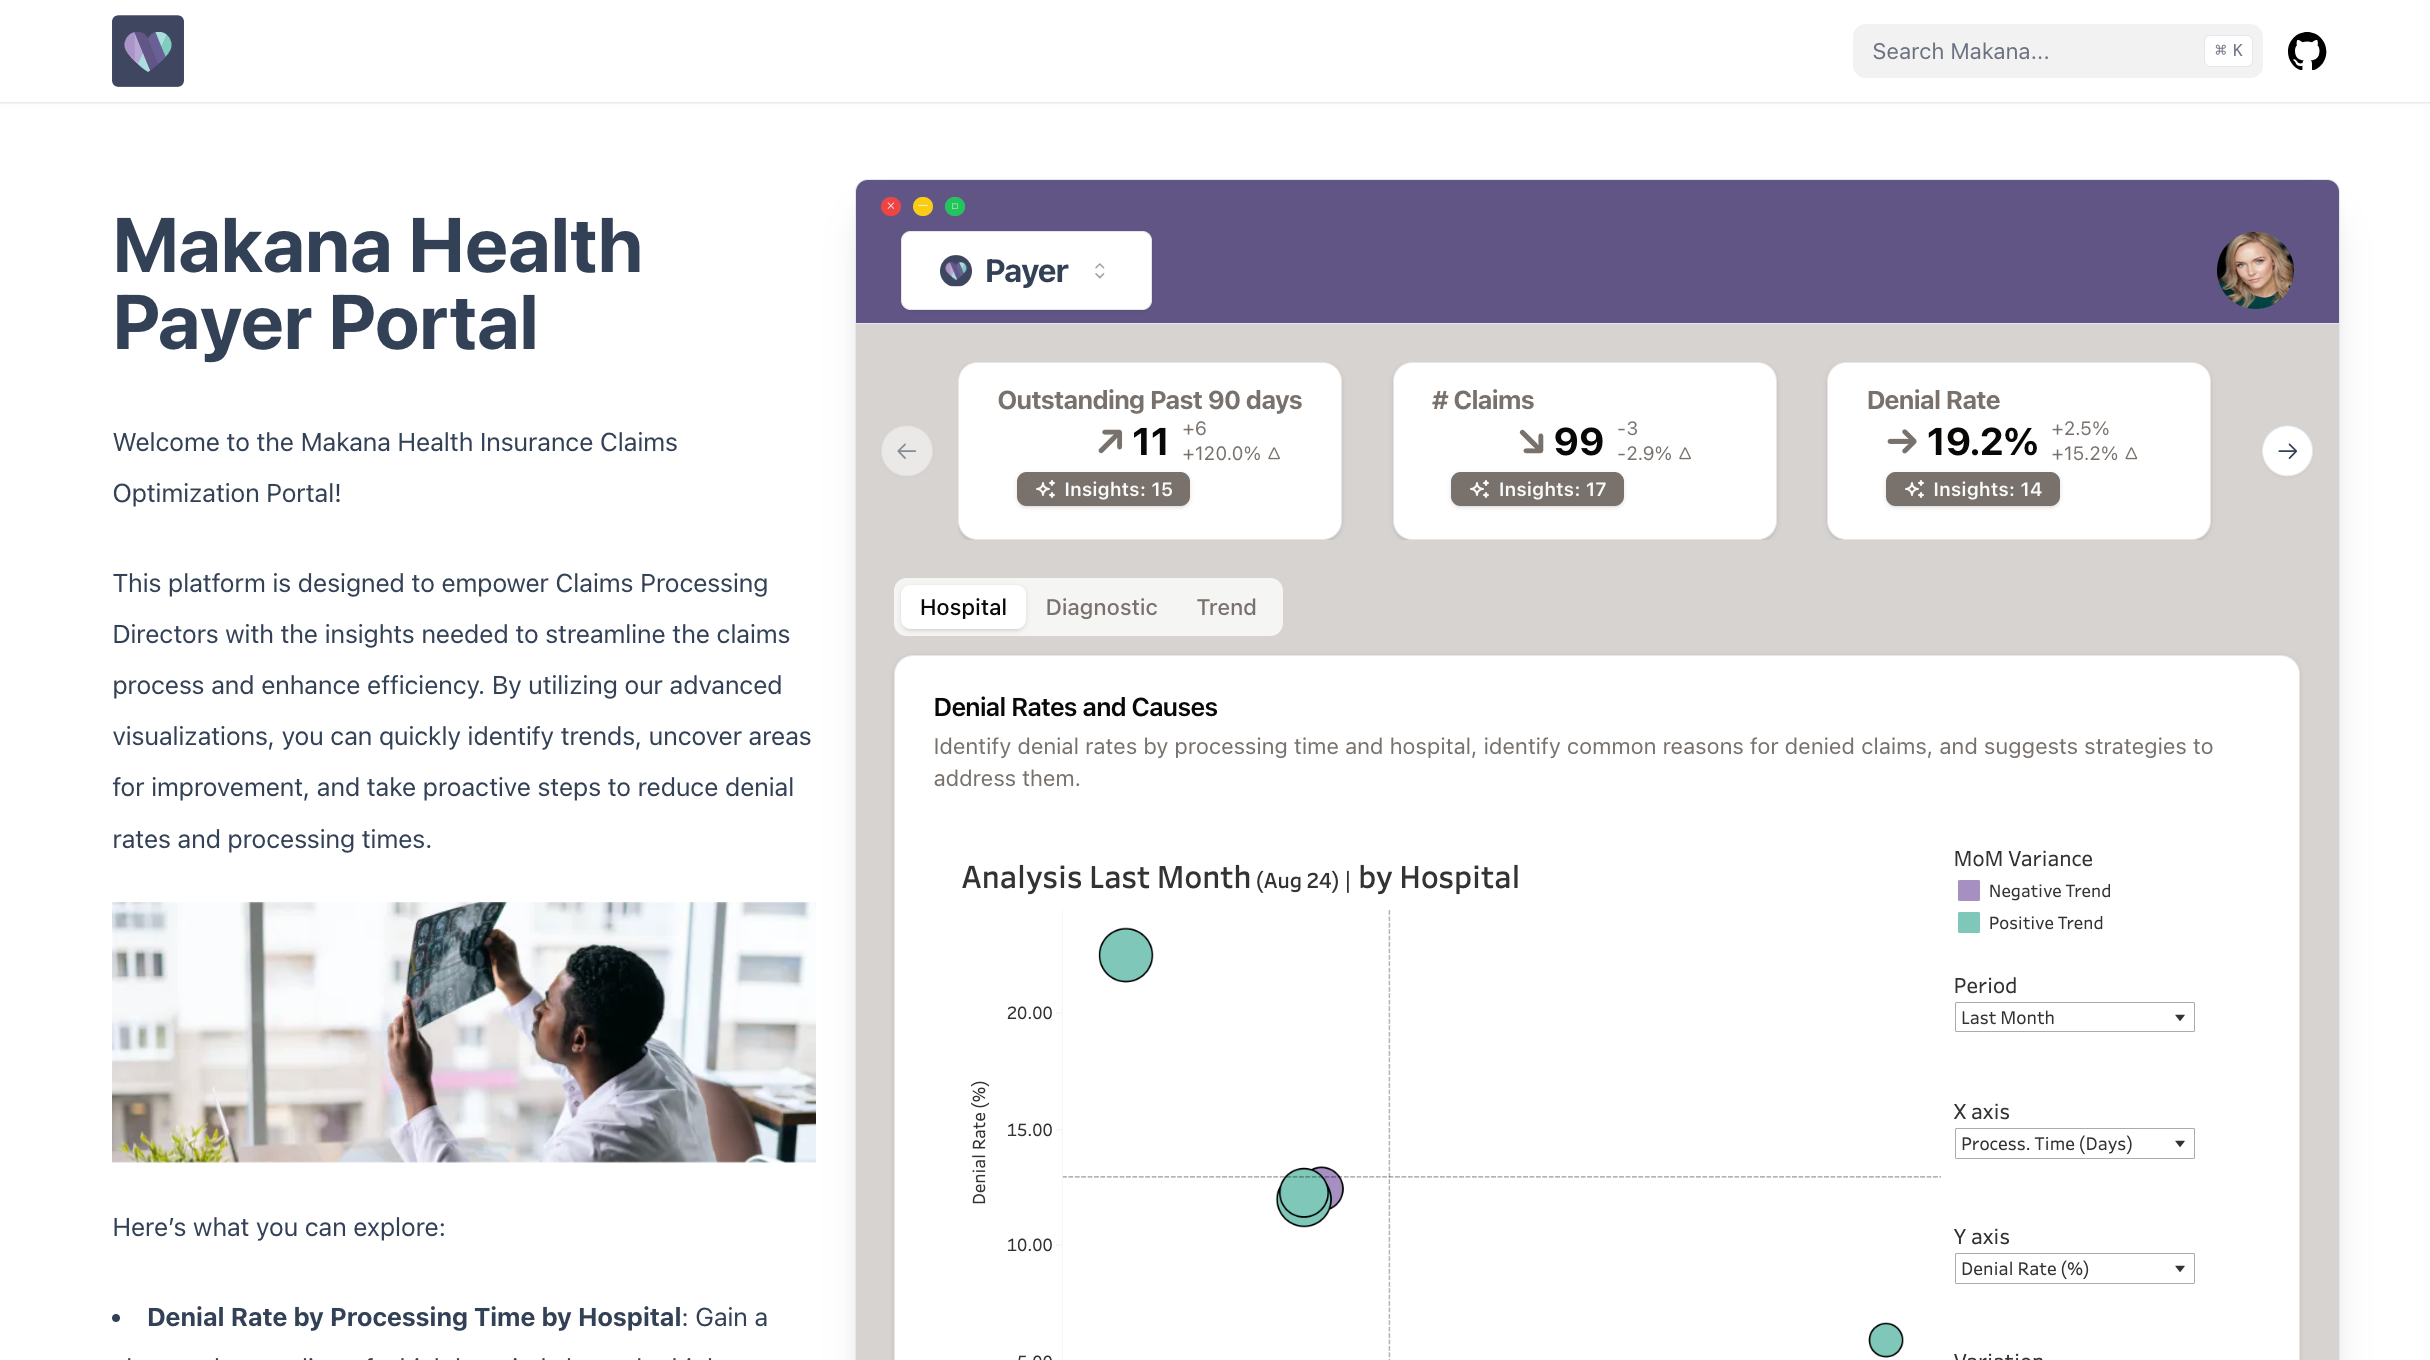 Search Makana...
⌘ K
Makana Health
Payer Portal
Welcome to the Makana Health Insurance Claims
Optimization Portal!
This platform is designed to empower Claims Processing
Directors with the insights needed to streamline the claims
process and enhance efficiency. By utilizing our advanced
visualizations, you can quickly identify trends, uncover areas
for improvement, and take proactive steps to reduce denial
rates and processing times.
Here’s what you can explore:
• Denial Rate by Processing Time by Hospital: Gain a
Payer
Outstanding Past 90 days
11
+6
+120.0% Δ
Insights: 15
# Claims
99
-3
-2.9% Δ
Insights: 17
Denial Rate
19.2%
+2.5%
+15.2% Δ
Insights: 14
Hospital
Diagnostic
Trend
Denial Rates and Causes
Identify denial rates by processing time and hospital, identify common reasons for denied claims, and suggests strategies to
address them.
Analysis Last Month (Aug 24) | by Hospital
Denial Rate (%)
20.00
15.00
10.00
5.00
MoM Variance
Negative Trend
Positive Trend
Period
Last Month
X axis
Process. Time (Days)
Y axis
Denial Rate (%)
Variation